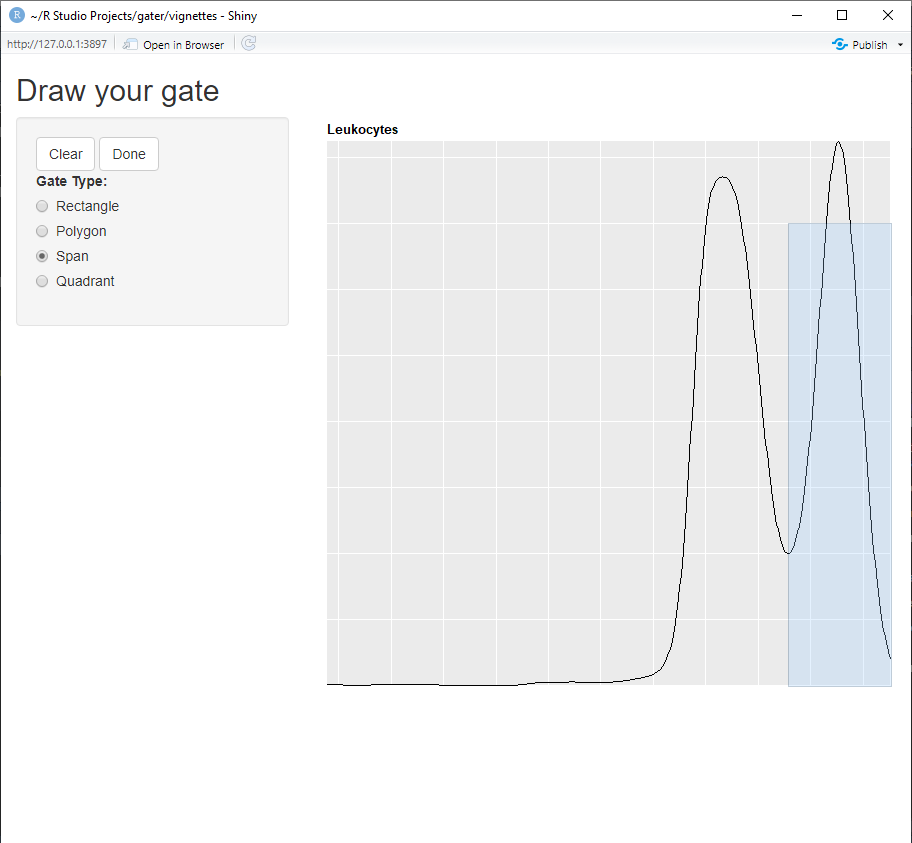 R ~/R Studio Projects/gater/vignettes - Shiny
http://127.0.0.1:3897 Open in Browser Publish
Draw your gate
Clear Done
Gate Type:
Rectangle
Polygon
Span
Quadrant
Leukocytes